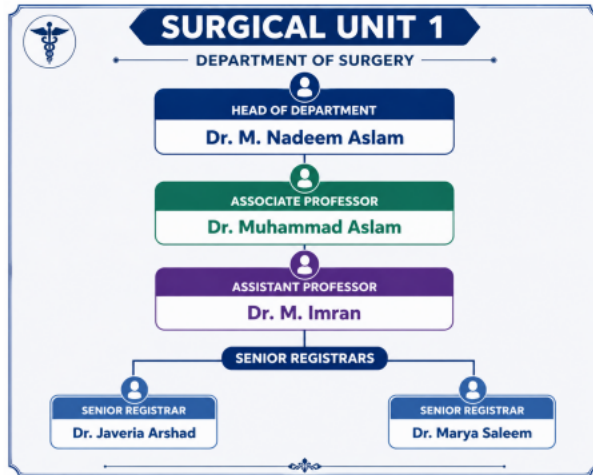 SURGICAL UNIT 1
DEPARTMENT OF SURGERY
HEAD OF DEPARTMENT
Dr. M. Nadeem Aslam
ASSOCIATE PROFESSOR
Dr. Muhammad Aslam
ASSISTANT PROFESSOR
Dr. M. Imran
SENIOR REGISTRARS
SENIOR REGISTRAR
Dr. Javeria Arshad
SENIOR REGISTRAR
Dr. Marya Saleem